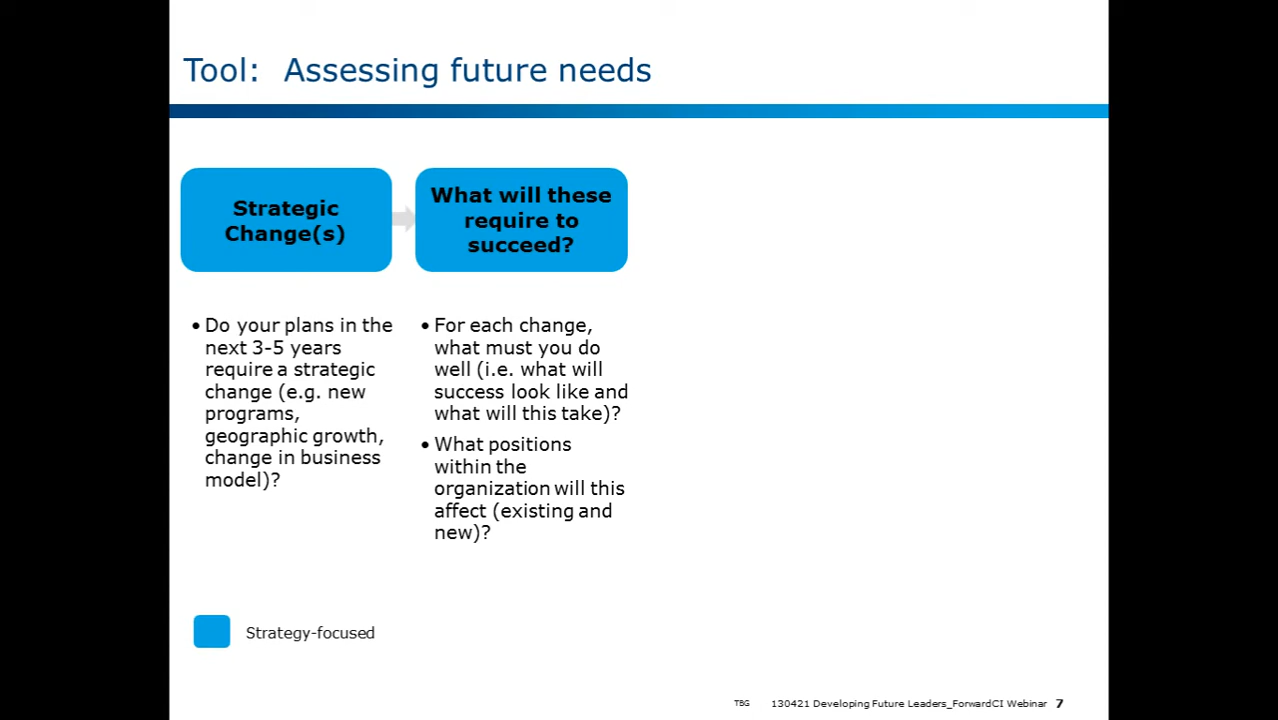 Tool: Assessing future needs
Strategic
Change(s)
What will these
require to
succeed?
• Do your plans in the
next 3-5 years
require a strategic
change (e.g. new
programs,
geographic growth,
change in business
model)?
• For each change,
what must you do
well (i.e. what will
success look like and
what will this take)?
• What positions
within the
organization will this
affect (existing and
new)?
Strategy-focused
TBG 130421 Developing Future Leaders_ForwardCI Webinar 7